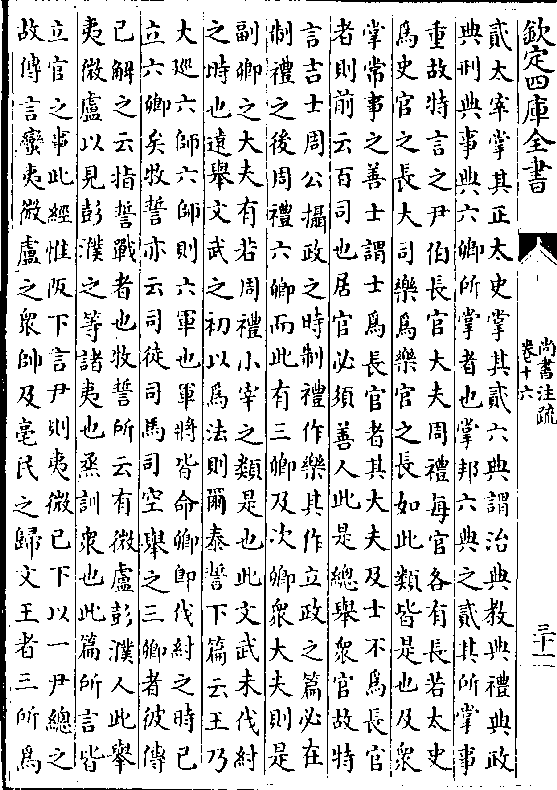 欽定四庫全書
尚書注疏
卷十六
三十一
貳太宰掌其正太史掌其貳六典謂治典教典禮典政
典刑典事典六卿所掌者也掌邦六典之貳其所掌事
重故特言之尹伯長官大夫周禮每官各有長若太史
爲史官之長大司樂爲樂官之長如此類皆是也及衆
掌常事之善士謂士爲長官者其大夫及士不爲長官
者則前云百司也居官必須善人此是總舉衆官故特
言吉士周公攝政之時制禮作樂其作立政之篇必在
制禮之後周禮六卿而此有三卿及次卿衆大夫則是
副卿之大夫有若周禮小宰之類是也此文武未伐紂
之時也遠舉文武之初以爲法則爾泰誓下篇云王乃
大廵六師六師則六軍也軍將皆命卿即伐紂之時已
立六卿矣牧誓亦云司徒司馬司空舉之三卿者彼傳
已解之云指誓戰者也牧誓所云有微盧彭濮人此舉
夷微盧以見彭濮之等諸夷也烝訓衆也此篇所言皆
立官之事此經惟阪下言尹則夷微已下以一尹總之
故傳言蠻夷微盧之衆帥及亳民之歸文王者三所爲